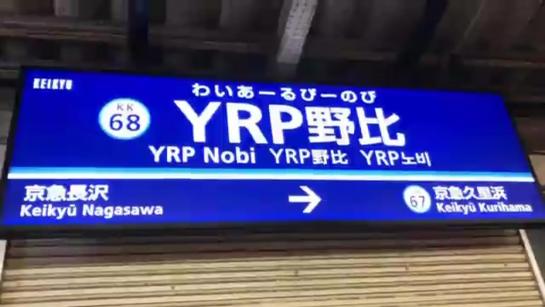 KEIKYU
わいあーるぴーのび
KK
68
YRP野比
YRP Nobi YRP野比 YRP노비
京急長沢
Keikyū Nagasawa
→
67
京急久里浜
Keikyū Kurihama